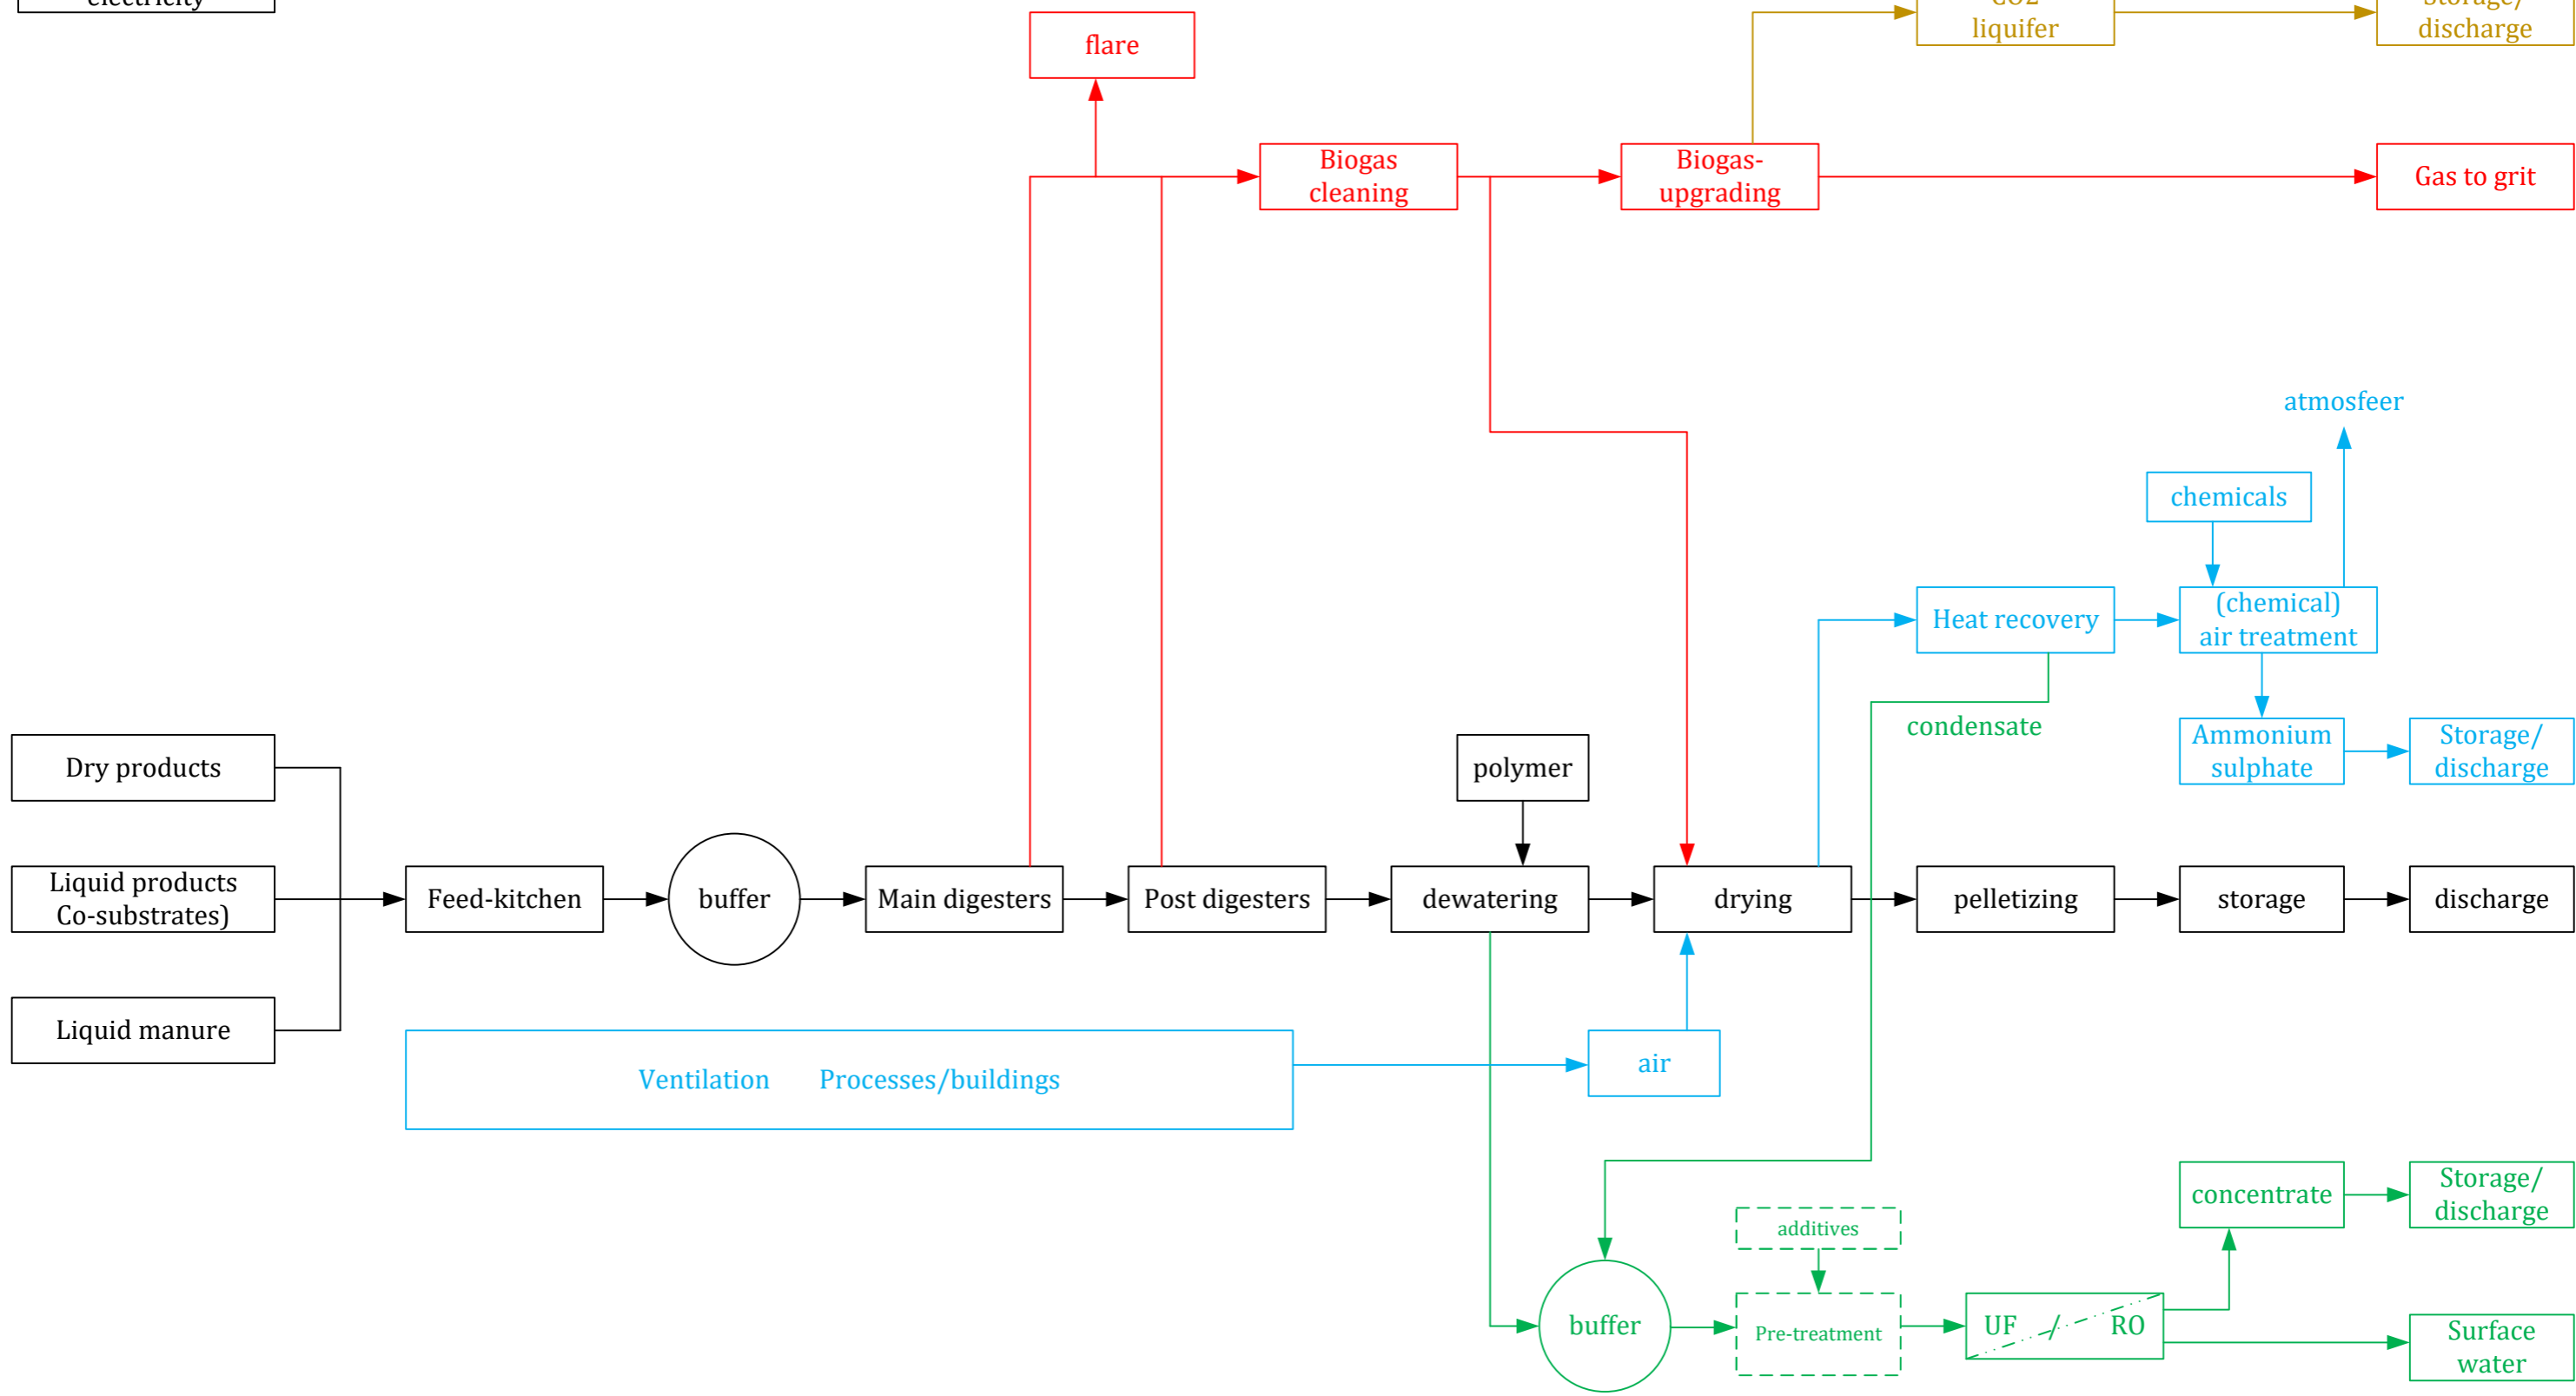 electricity
CO2
liquifer
Storage/
discharge
flare
Biogas
cleaning
Biogas-
upgrading
Gas to grit
atmosfeer
chemicals
Heat recovery
(chemical)
air treatment
condensate
Ammonium
sulphate
Storage/
discharge
Dry products
polymer
Liquid products
Co-substrates)
Feed-kitchen
buffer
Main digesters
Post digesters
dewatering
drying
pelletizing
storage
discharge
Liquid manure
Ventilation Processes/buildings
air
concentrate
Storage/
discharge
additives
buffer
Pre-treatment
UF / RO
Surface
water